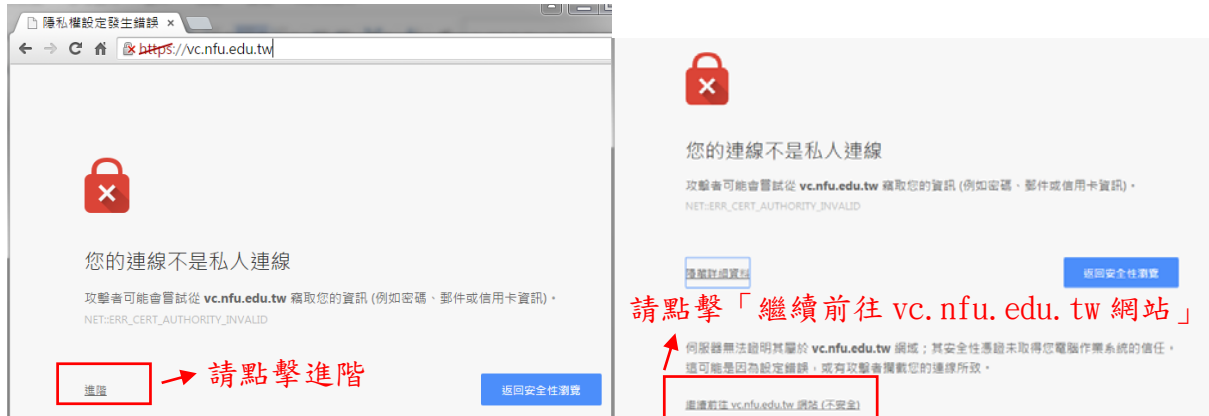 隱私權設定發生錯誤
https://vc.nfu.edu.tw
您的連線不是私人連線
攻擊者可能會嘗試從 vc.nfu.edu.tw 竊取您的資訊 (例如密碼、郵件或信用卡資訊)。
NET::ERR_CERT_AUTHORITY_INVALID
進階
請點擊進階
返回安全性瀏覽
您的連線不是私人連線
攻擊者可能會嘗試從 vc.nfu.edu.tw 竊取您的資訊 (例如密碼、郵件或信用卡資訊)。
NET::ERR_CERT_AUTHORITY_INVALID
隱藏詳細資料
返回安全性瀏覽
請點擊「繼續前往 vc.nfu.edu.tw 網站」
伺服器無法證明其屬於 vc.nfu.edu.tw 網域；其安全性憑證未取得您電腦作業系統的信任。
這可能是因為設定錯誤，或有攻擊者攔截您的連線所致。
繼續前往 vc.nfu.edu.tw 網站 (不安全)